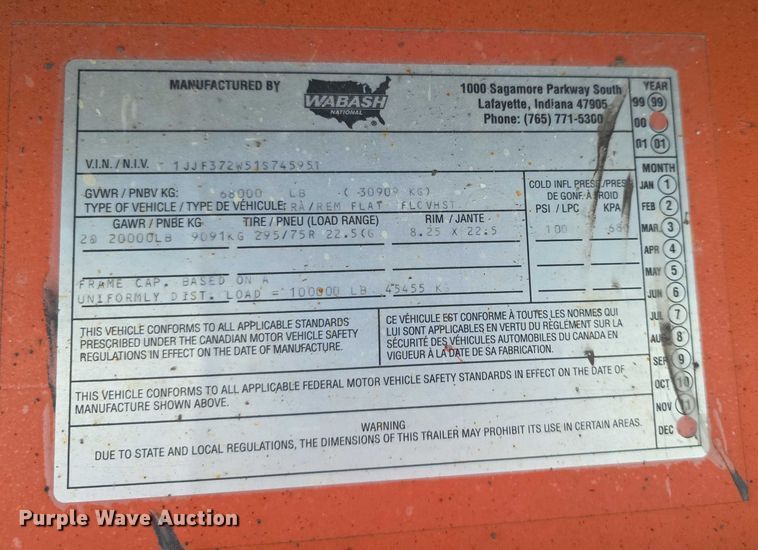 MANUFACTURED BY
WABASH
NATIONAL
1000 Sagamore Parkway South
Lafayette, Indiana 47905
Phone: (765) 771-5300
YEAR
99 99
00
01 01
V.I.N. / N.I.V. 1JJF372W51S745951
GVWR / PNBV KG: 68000 LB ( 30909 KG)
TYPE OF VEHICLE / TYPE DE VÉHICULE: RA/REM FLAT FLCVHST
GAWR / PNBE KG TIRE / PNEU (LOAD RANGE) RIM / JANTE
20000LB 9091KG 295/75R 22.5(G 8.25 X 22.5
COLD INFL PRESS/PRES
DE GONF. À FROID
PSI / LPC KPA
100
FRAME CAP. BASED ON A
UNIFORMLY DIST. LOAD = 100000 LB 45455 KG
MONTH
JAN 1
FEB 2
MAR 3
APR 4
MAY 5
JUN 6
JUL 7
AUG 8
SEP 9
OCT 10
NOV 11
DEC
THIS VEHICLE CONFORMS TO ALL APPLICABLE STANDARDS
PRESCRIBED UNDER THE CANADIAN MOTOR VEHICLE SAFETY
REGULATIONS IN EFFECT ON THE DATE OF MANUFACTURE.
CE VÉHICULE EST CONFORME À TOUTES LES NORMES QUI
LUI SONT APPLICABLES EN VERTU DU RÈGLEMENT SUR LA
SÉCURITÉ DES VÉHICULES AUTOMOBILES DU CANADA EN
VIGUEUR À LA DATE DE SA FABRICATION.
THIS VEHICLE CONFORMS TO ALL APPLICABLE FEDERAL MOTOR VEHICLE SAFETY STANDARDS IN EFFECT ON THE DATE OF
MANUFACTURE SHOWN ABOVE.
WARNING
DUE TO STATE AND LOCAL REGULATIONS, THE DIMENSIONS OF THIS TRAILER MAY PROHIBIT ITS USE IN CERTAIN AREAS.
Purple Wave Auction